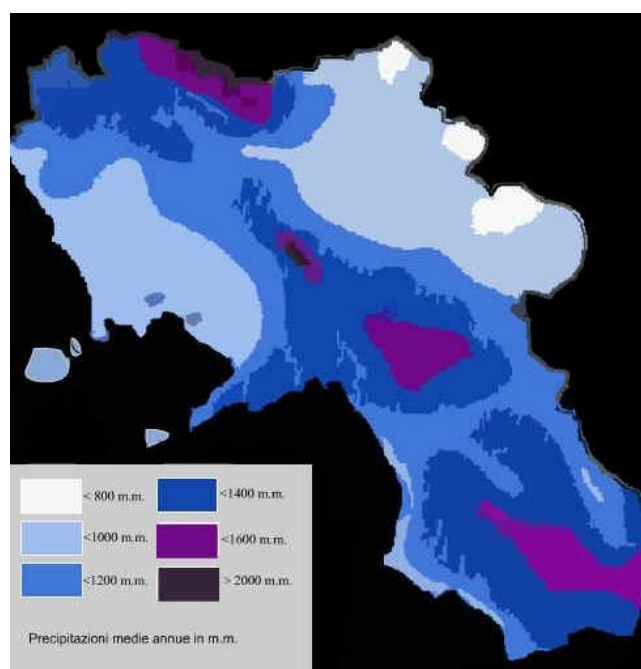 < 800 m.m.
<1400 m.m.
<1000 m.m.
<1600 m.m.
<1200 m.m.
> 2000 m.m.
Precipitazioni medie annue in m.m.